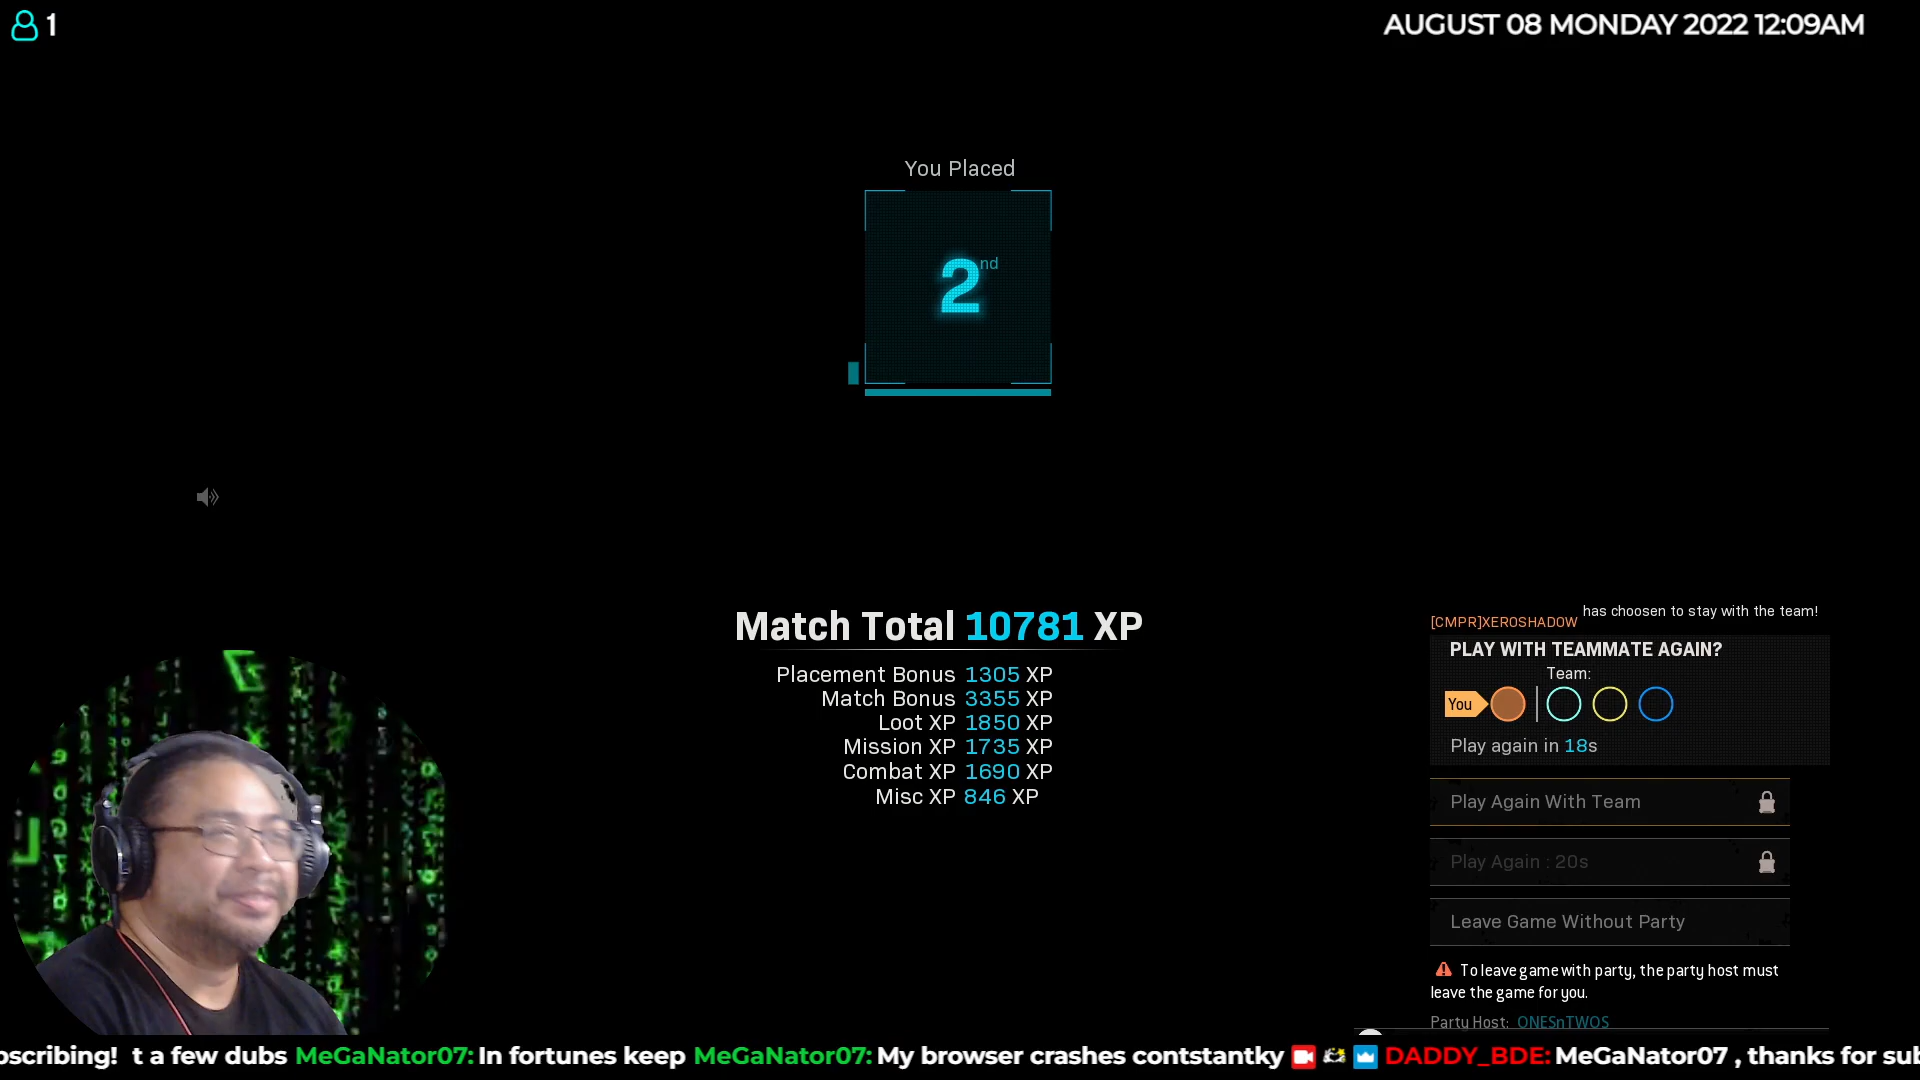 1
AUGUST 08 MONDAY 2022 12:09AM
You Placed
2nd
Match Total 10781 XP
Placement Bonus 1305 XP
Match Bonus 3355 XP
Loot XP 1850 XP
Mission XP 1735 XP
Combat XP 1690 XP
Misc XP 846 XP
[CMPR]XEROSHADOW has choosen to stay with the team!
PLAY WITH TEAMMATE AGAIN?
Team:
You
Play again in 18s
Play Again With Team
Play Again : 20s
Leave Game Without Party
To leave game with party, the party host must
leave the game for you.
Party Host: ONESnTWOS
oscribing! t a few dubs MeGaNator07: In fortunes keep MeGaNator07: My browser crashes contstantky DADDY_BDE: MeGaNator07 , thanks for sub